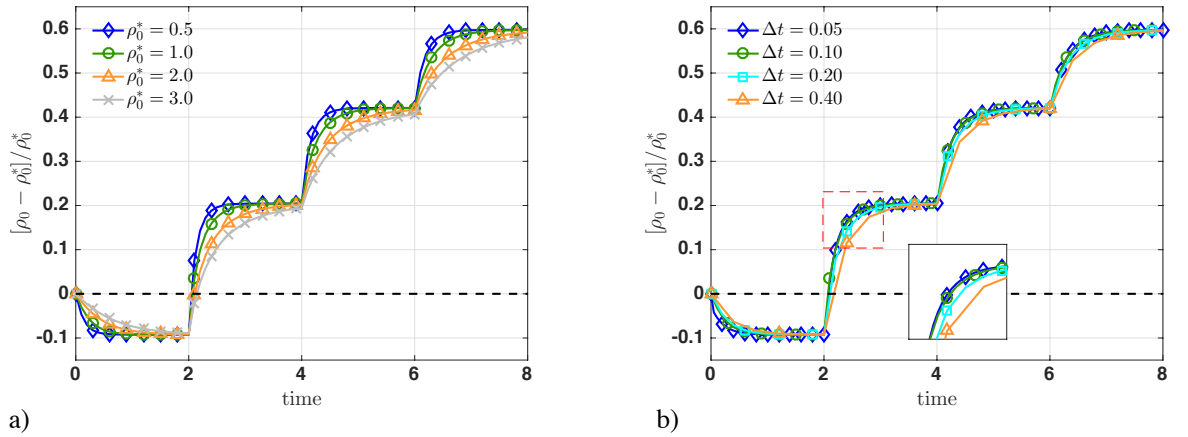 [ρ₀ − ρ₀*]/ρ₀*
0.6
0.5
0.4
0.3
0.2
0.1
0
-0.1
ρ₀* = 0.5
ρ₀* = 1.0
ρ₀* = 2.0
ρ₀* = 3.0
0 2 4 6 8
time
a)
[ρ₀ − ρ₀*]/ρ₀*
0.6
0.5
0.4
0.3
0.2
0.1
0
-0.1
Δt = 0.05
Δt = 0.10
Δt = 0.20
Δt = 0.40
0 2 4 6 8
time
b)